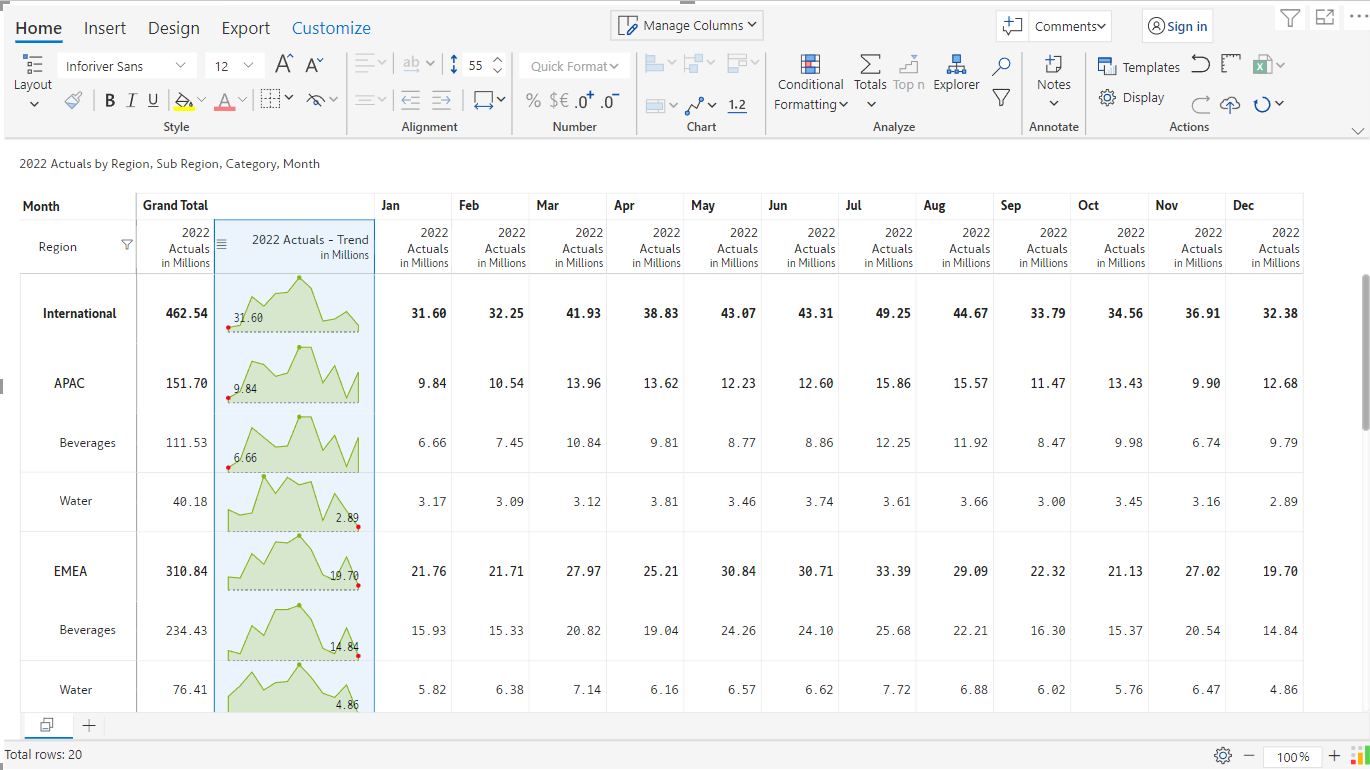 Home Insert Design Export Customize Manage Columns Comments Sign in
Layout Inforiver Sans 12 A A ab 55 Quick Format Conditional Formatting Totals Top n Explorer Notes Templates
B I U A % $€ .0+ .0- 1.2 Display
Style Alignment Number Chart Analyze Annotate Actions
2022 Actuals by Region, Sub Region, Category, Month
Month Grand Total Jan Feb Mar Apr May Jun Jul Aug Sep Oct Nov Dec
Region 2022 Actuals in Millions 2022 Actuals - Trend in Millions 2022 Actuals in Millions 2022 Actuals in Millions 2022 Actuals in Millions 2022 Actuals in Millions 2022 Actuals in Millions 2022 Actuals in Millions 2022 Actuals in Millions 2022 Actuals in Millions 2022 Actuals in Millions 2022 Actuals in Millions 2022 Actuals in Millions 2022 Actuals in Millions
International 462.54 31.60 31.60 32.25 41.93 38.83 43.07 43.31 49.25 44.67 33.79 34.56 36.91 32.38
APAC 151.70 9.84 9.84 10.54 13.96 13.62 12.23 12.60 15.86 15.57 11.47 13.43 9.90 12.68
Beverages 111.53 6.66 6.66 7.45 10.84 9.81 8.77 8.86 12.25 11.92 8.47 9.98 6.74 9.79
Water 40.18 2.89 3.17 3.09 3.12 3.81 3.46 3.74 3.61 3.66 3.00 3.45 3.16 2.89
EMEA 310.84 19.70 21.76 21.71 27.97 25.21 30.84 30.71 33.39 29.09 22.32 21.13 27.02 19.70
Beverages 234.43 14.84 15.93 15.33 20.82 19.04 24.26 24.10 25.68 22.21 16.30 15.37 20.54 14.84
Water 76.41 4.86 5.82 6.38 7.14 6.16 6.57 6.62 7.72 6.88 6.02 5.76 6.47 4.86
Total rows: 20 100%